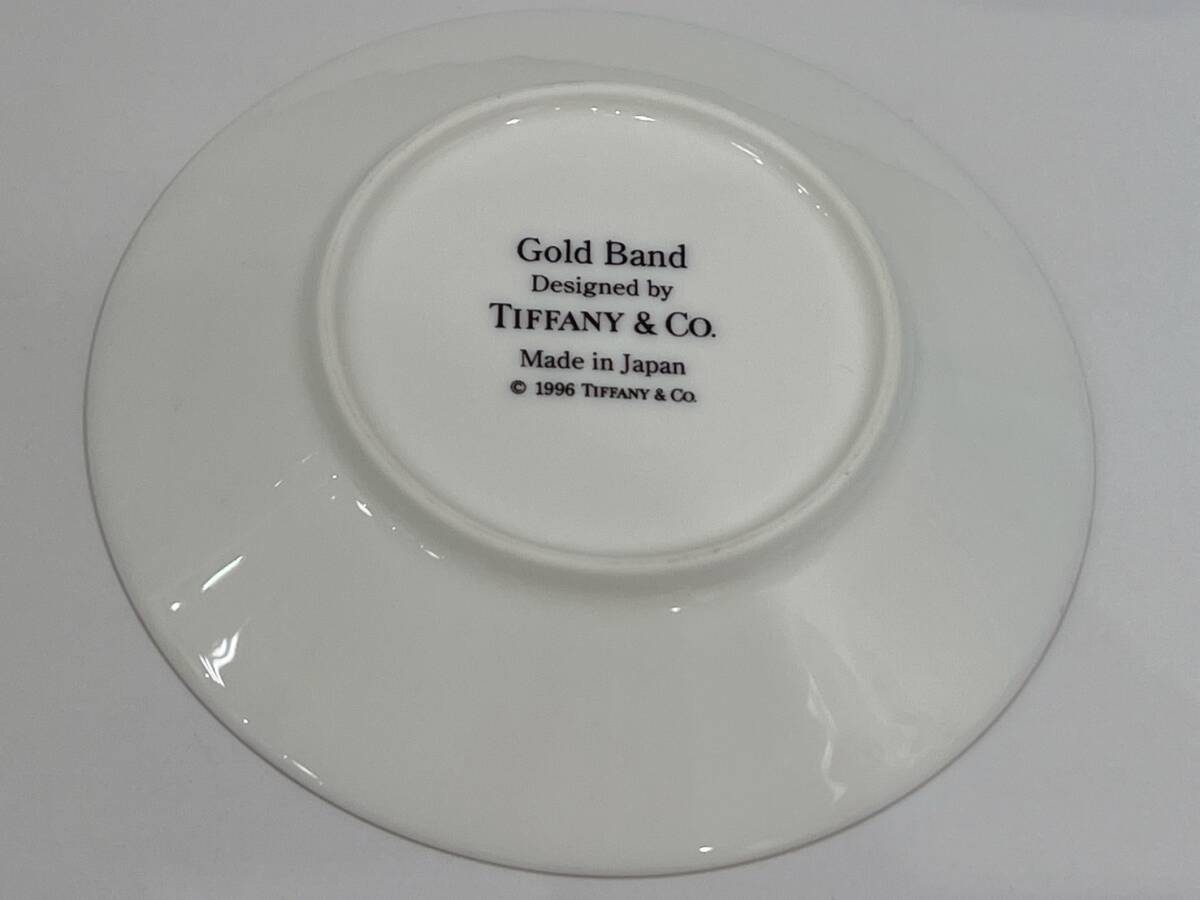 Gold Band
Designed by
TIFFANY & CO.
Made in Japan
© 1996 TIFFANY & CO.